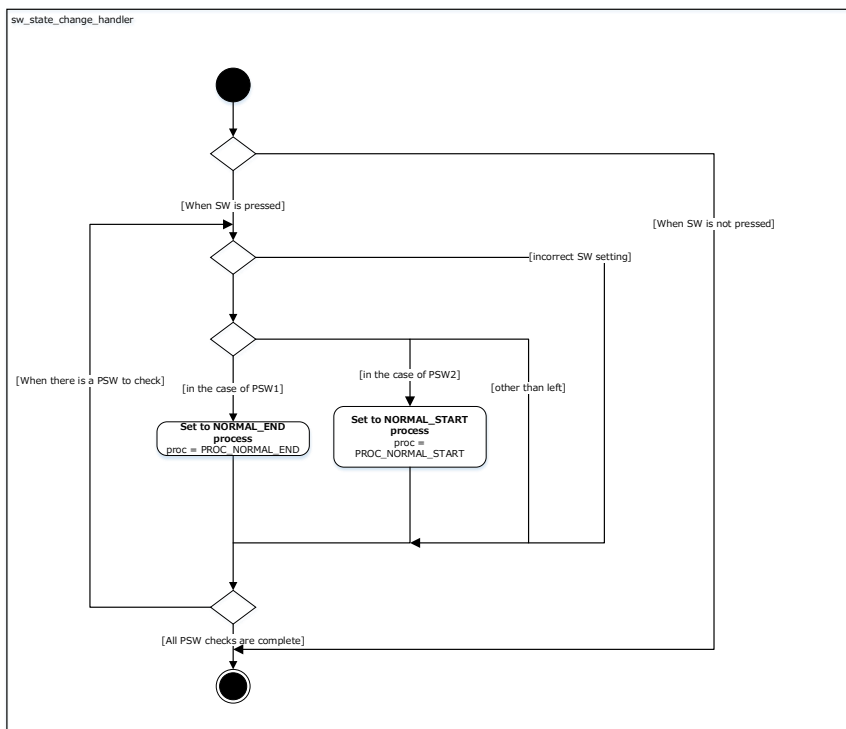 sw_state_change_handler
[When SW is pressed]
[When SW is not pressed]
[incorrect SW setting]
[When there is a PSW to check]
[in the case of PSW1]
[in the case of PSW2]
[other than left]
Set to NORMAL_END
process
proc = PROC_NORMAL_END
Set to NORMAL_START
process
proc =
PROC_NORMAL_START
[All PSW checks are complete]